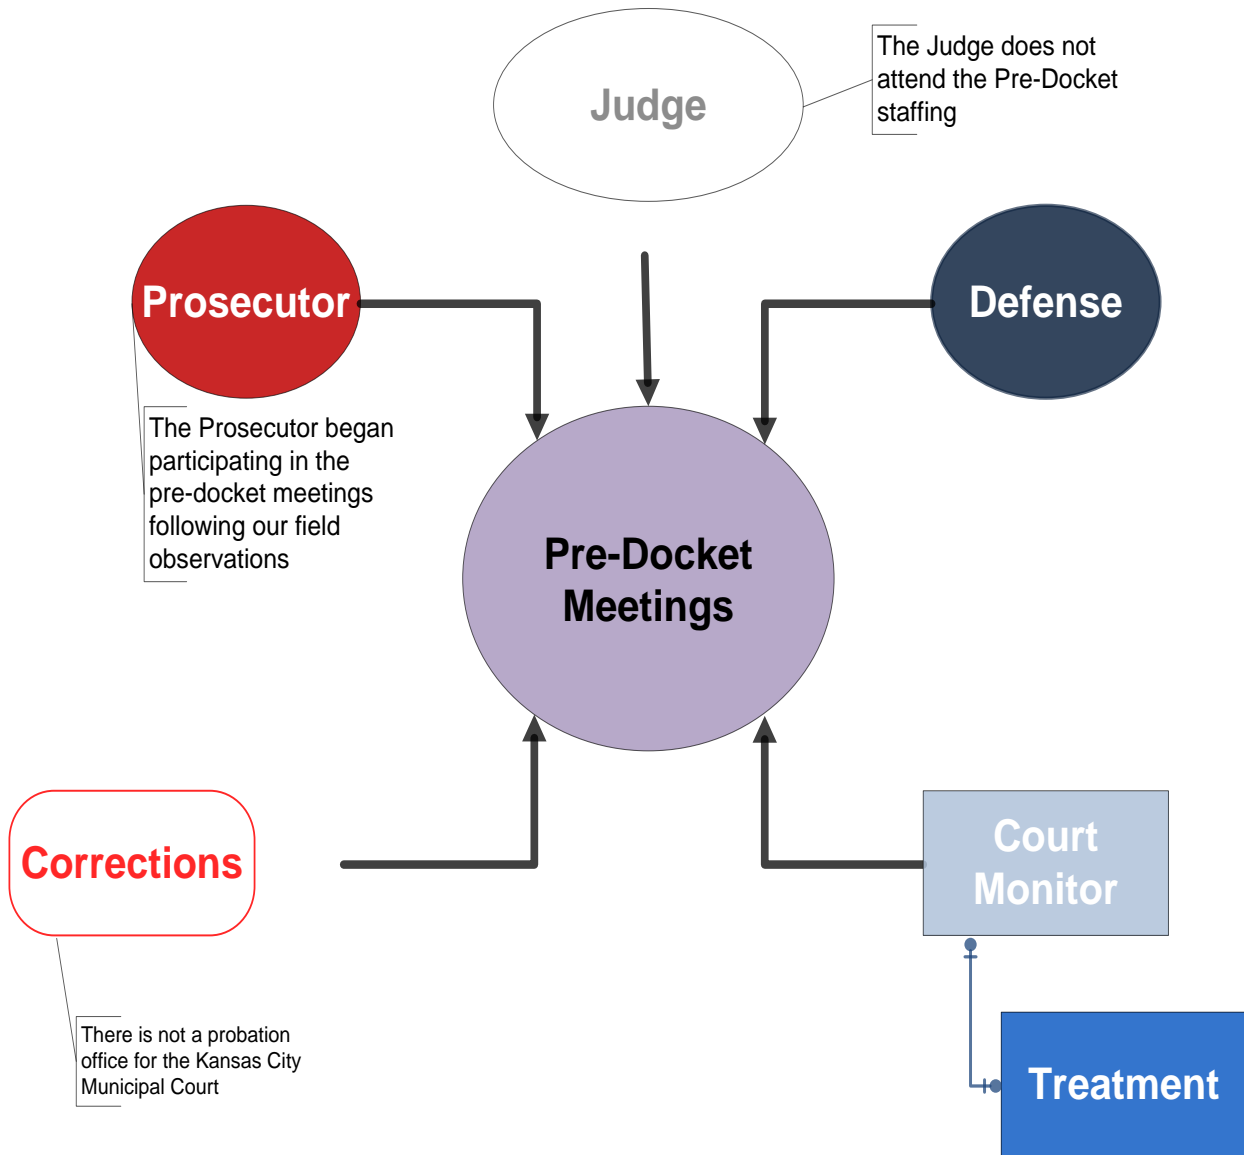 Judge
The Judge does not
attend the Pre-Docket
staffing
Prosecutor
Defense
The Prosecutor began
participating in the
pre-docket meetings
following our field
observations
Pre-Docket
Meetings
Corrections
Court
Monitor
There is not a probation
office for the Kansas City
Municipal Court
Treatment